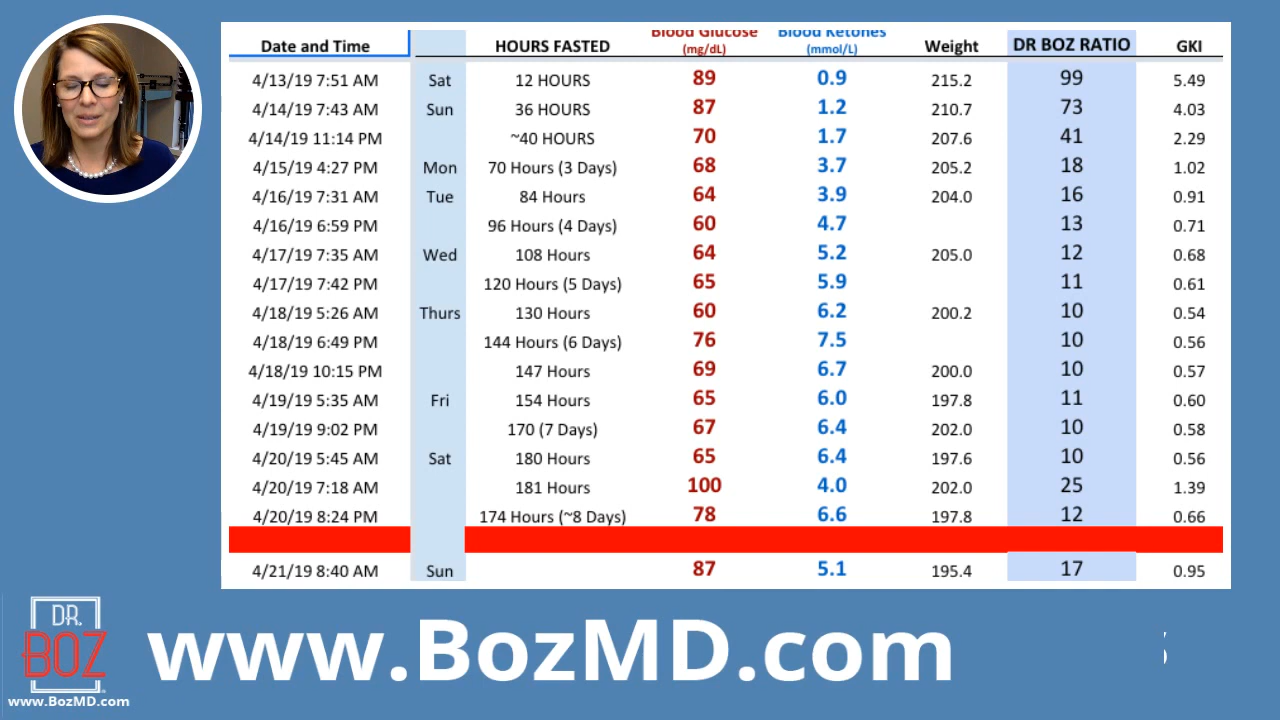 Blood Glucose Blood Ketones
Date and Time HOURS FASTED (mg/dL) (mmol/L) Weight DR BOZ RATIO GKI
4/13/19 7:51 AM Sat 12 HOURS 89 0.9 215.2 99 5.49
4/14/19 7:43 AM Sun 36 HOURS 87 1.2 210.7 73 4.03
4/14/19 11:14 PM ~40 HOURS 70 1.7 207.6 41 2.29
4/15/19 4:27 PM Mon 70 Hours (3 Days) 68 3.7 205.2 18 1.02
4/16/19 7:31 AM Tue 84 Hours 64 3.9 204.0 16 0.91
4/16/19 6:59 PM 96 Hours (4 Days) 60 4.7 13 0.71
4/17/19 7:35 AM Wed 108 Hours 64 5.2 205.0 12 0.68
4/17/19 7:42 PM 120 Hours (5 Days) 65 5.9 11 0.61
4/18/19 5:26 AM Thurs 130 Hours 60 6.2 200.2 10 0.54
4/18/19 6:49 PM 144 Hours (6 Days) 76 7.5 10 0.56
4/18/19 10:15 PM 147 Hours 69 6.7 200.0 10 0.57
4/19/19 5:35 AM Fri 154 Hours 65 6.0 197.8 11 0.60
4/19/19 9:02 PM 170 (7 Days) 67 6.4 202.0 10 0.58
4/20/19 5:45 AM Sat 180 Hours 65 6.4 197.6 10 0.56
4/20/19 7:18 AM 181 Hours 100 4.0 202.0 25 1.39
4/20/19 8:24 PM 174 Hours (~8 Days) 78 6.6 197.8 12 0.66
4/21/19 8:40 AM Sun 87 5.1 195.4 17 0.95
DR.
BOZ
www.BozMD.com
www.BozMD.com